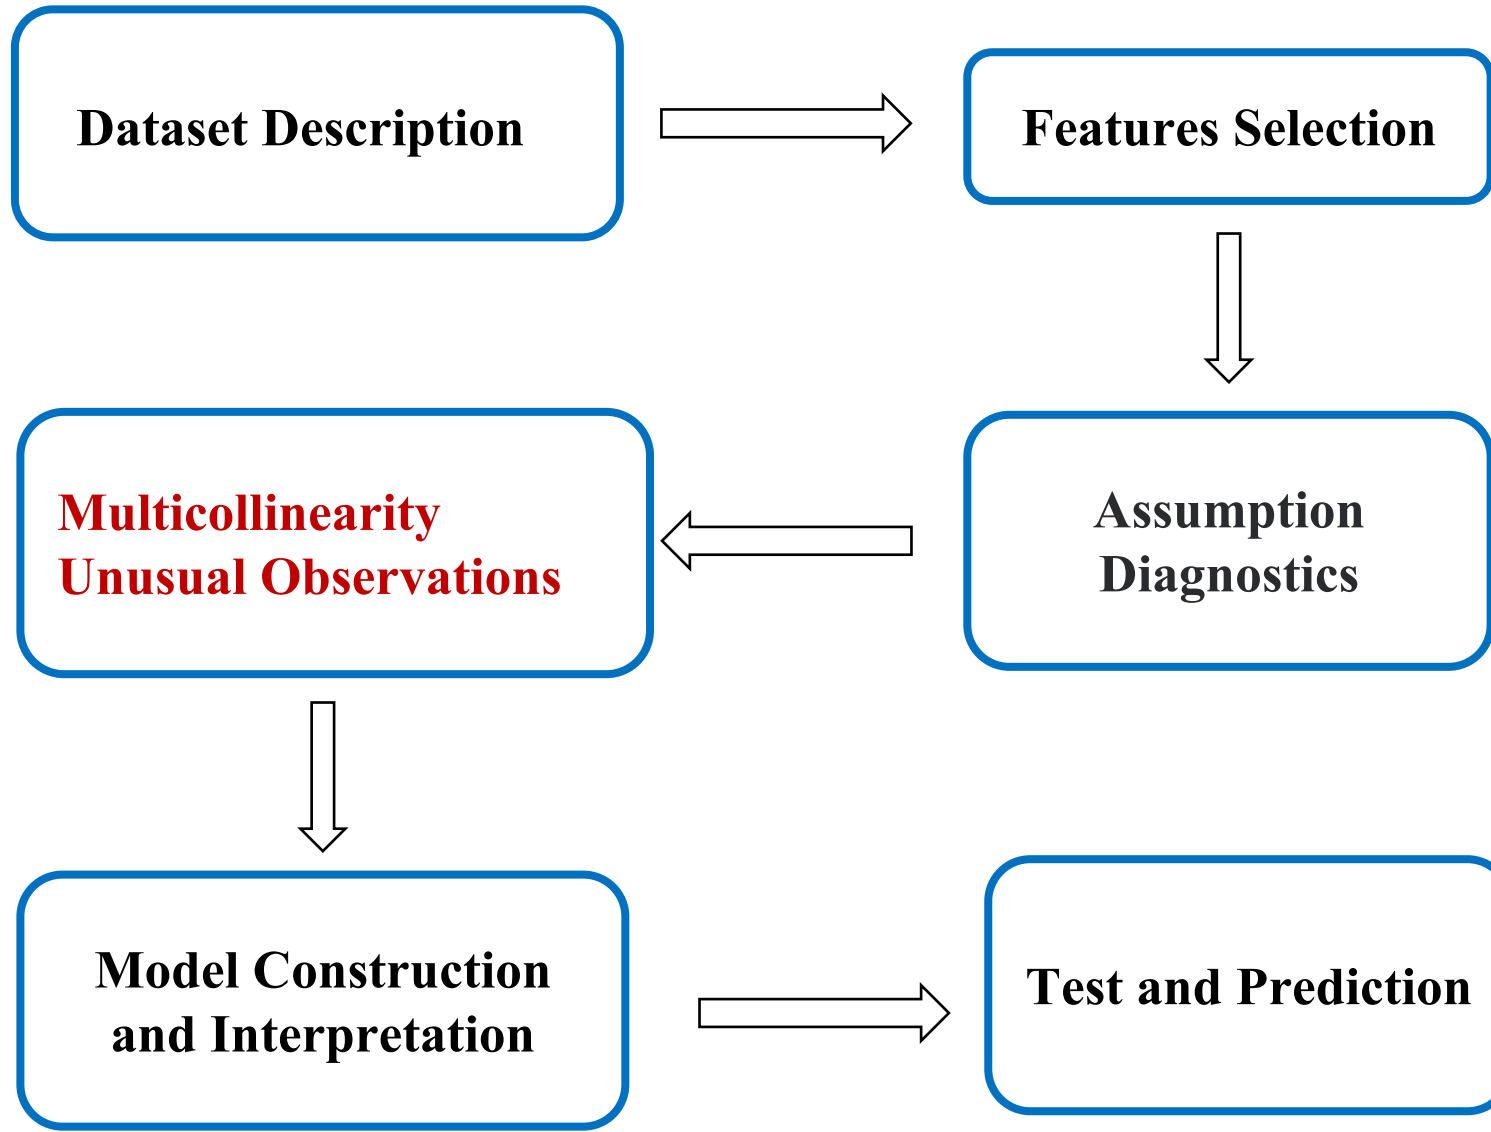 Dataset Description
Features Selection
Assumption
Diagnostics
Multicollinearity
Unusual Observations
Model Construction
and Interpretation
Test and Prediction